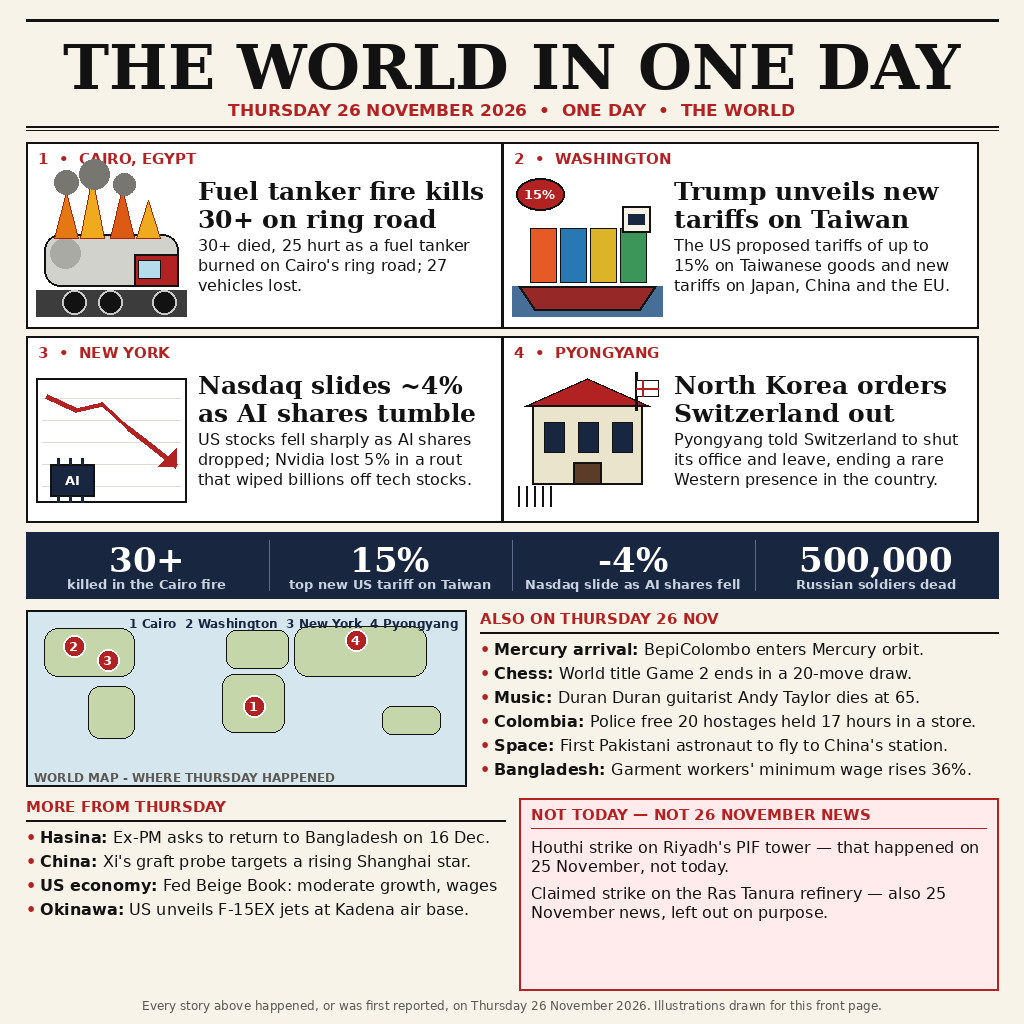 THE WORLD IN ONE DAY
THURSDAY 26 NOVEMBER 2026 • ONE DAY • THE WORLD
1 • CAIRO, EGYPT
Fuel tanker fire kills
30+ on ring road
30+ died, 25 hurt as a fuel tanker
burned on Cairo's ring road; 27
vehicles lost.
2 • WASHINGTON
15%
Trump unveils new
tariffs on Taiwan
The US proposed tariffs of up to
15% on Taiwanese goods and new
tariffs on Japan, China and the EU.
3 • NEW YORK
AI
Nasdaq slides ~4%
as AI shares tumble
US stocks fell sharply as AI shares
dropped; Nvidia lost 5% in a rout
that wiped billions off tech stocks.
4 • PYONGYANG
North Korea orders
Switzerland out
Pyongyang told Switzerland to shut
its office and leave, ending a rare
Western presence in the country.
30+
killed in the Cairo fire
15%
top new US tariff on Taiwan
-4%
Nasdaq slide as AI shares fell
500,000
Russian soldiers dead
1 Cairo 2 Washington 3 New York 4 Pyongyang
2
3
4
1
WORLD MAP - WHERE THURSDAY HAPPENED
ALSO ON THURSDAY 26 NOV
• Mercury arrival: BepiColombo enters Mercury orbit.
• Chess: World title Game 2 ends in a 20-move draw.
• Music: Duran Duran guitarist Andy Taylor dies at 65.
• Colombia: Police free 20 hostages held 17 hours in a store.
• Space: First Pakistani astronaut to fly to China's station.
• Bangladesh: Garment workers' minimum wage rises 36%.
MORE FROM THURSDAY
• Hasina: Ex-PM asks to return to Bangladesh on 16 Dec.
• China: Xi's graft probe targets a rising Shanghai star.
• US economy: Fed Beige Book: moderate growth, wages
• Okinawa: US unveils F-15EX jets at Kadena air base.
NOT TODAY — NOT 26 NOVEMBER NEWS
Houthi strike on Riyadh's PIF tower — that happened on
25 November, not today.
Claimed strike on the Ras Tanura refinery — also 25
November news, left out on purpose.
Every story above happened, or was first reported, on Thursday 26 November 2026. Illustrations drawn for this front page.